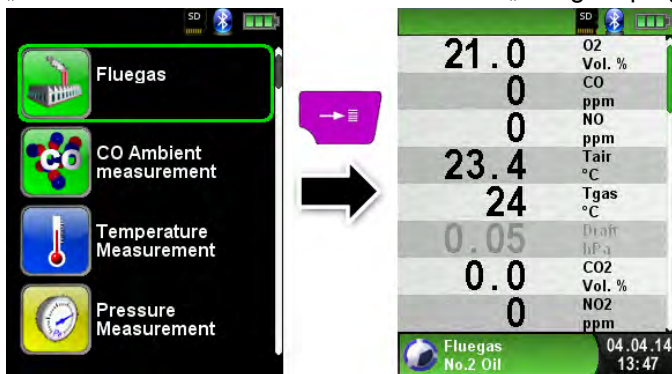 SD
Fluegas
CO
CO Ambient
measurement
Temperature
Measurement
Pressure
Measurement
SD
21.0 O2 Vol. %
0 CO ppm
0 NO ppm
23.4 Tair °C
24 Tgas °C
0.05 Draft hPa
0.0 CO2 Vol. %
0 NO2 ppm
Fluegas 04.04.14
No.2 Oil 13:47